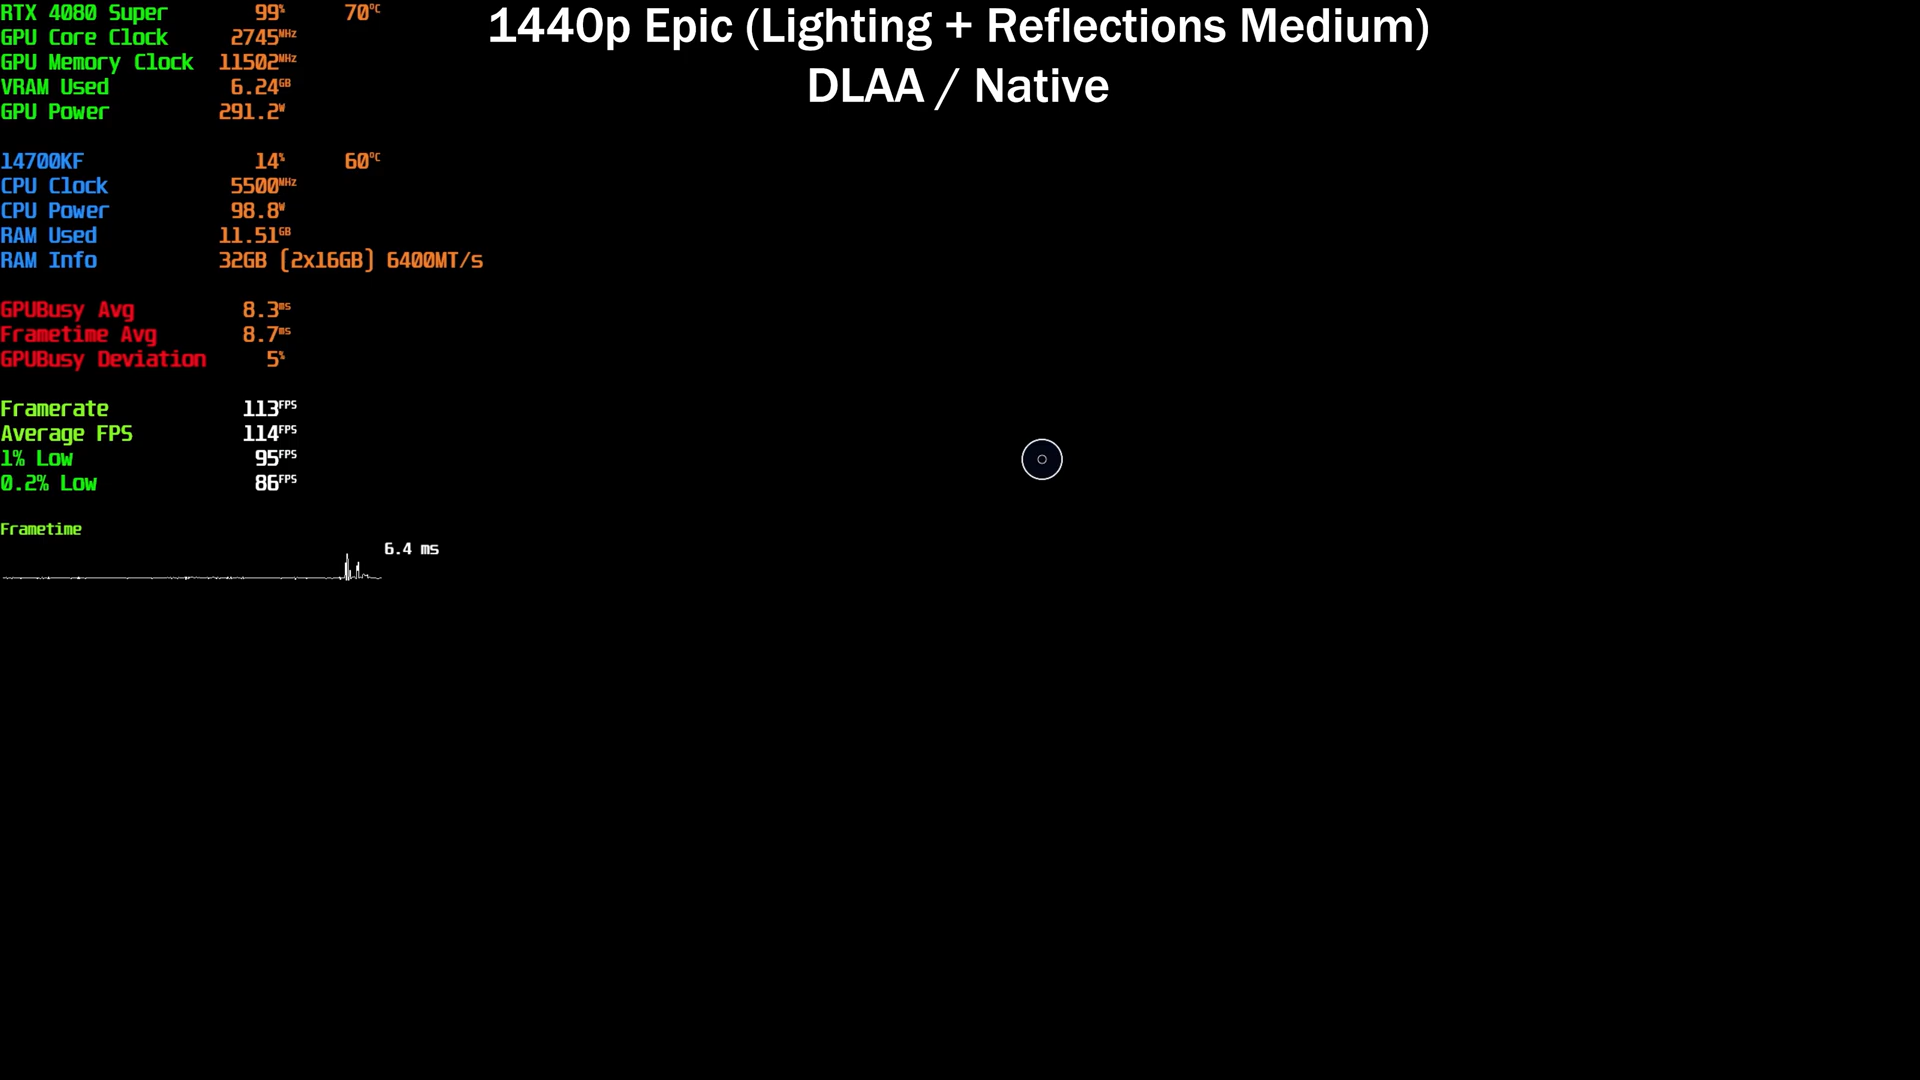 1440p Epic (Lighting + Reflections Medium)
DLAA / Native
RTX 4080 Super 99% 70°C
GPU Core Clock 2745MHz
GPU Memory Clock 11502MHz
VRAM Used 6.24GB
GPU Power 291.2W
14700KF 14% 60°C
CPU Clock 5500MHz
CPU Power 98.8W
RAM Used 11.51GB
RAM Info 32GB (2x16GB) 6400MT/s
GPUBusy Avg 8.3ms
Frametime Avg 8.7ms
GPUBusy Deviation 5%
Framerate 113FPS
Average FPS 114FPS
1% Low 95FPS
0.2% Low 86FPS
Frametime
6.4 ms